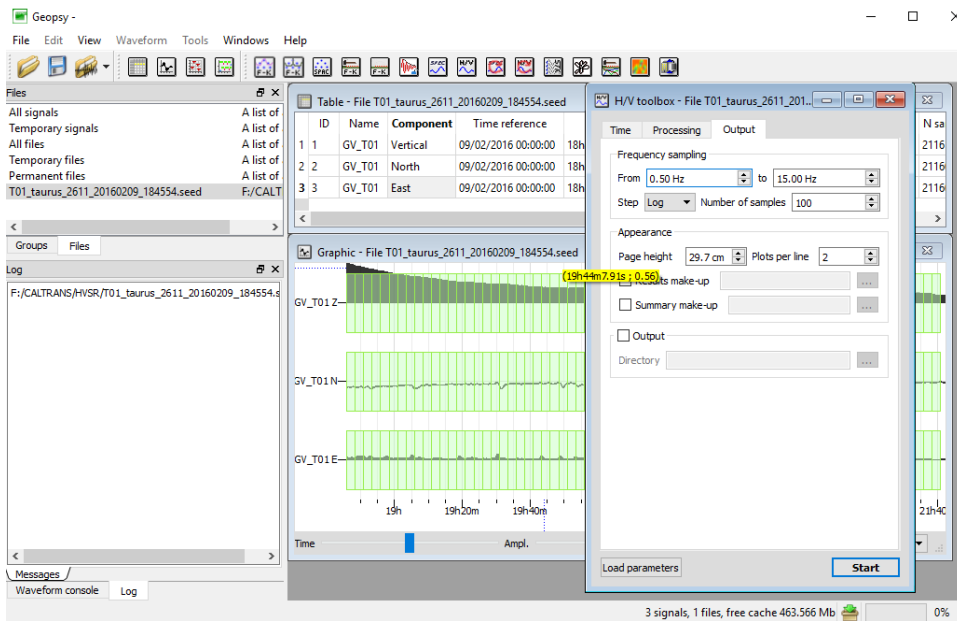 Geopsy -
File Edit View Waveform Tools Windows Help
Files
All signals A list of
Temporary signals A list of
All files A list of
Temporary files A list of
Permanent files A list of
T01_taurus_2611_20160209_184554.seed F:/CALT
Groups Files
Log
F:/CALTRANS/HVSR/T01_taurus_2611_20160209_184554.s
Messages
Waveform console Log
Table - File T01_taurus_2611_20160209_184554.seed
ID Name Component Time reference N sa
1 1 GV_T01 Vertical 09/02/2016 00:00:00 18h 2116
2 2 GV_T01 North 09/02/2016 00:00:00 18h 2116
3 3 GV_T01 East 09/02/2016 00:00:00 18h 2116
Graphic - File T01_taurus_2611_20160209_184554.seed
(19h44m7.91s ; 0.56)
GV_T01 Z
GV_T01 N
GV_T01 E
19h 19h20m 19h40m 21h40
Time Ampl.
H/V toolbox - File T01_taurus_2611_201...
Time Processing Output
Frequency sampling
From 0.50 Hz to 15.00 Hz
Step Log Number of samples 100
Appearance
Page height 29.7 cm Plots per line 2
Results make-up ...
Summary make-up ...
Output
Directory ...
Load parameters Start
3 signals, 1 files, free cache 463.566 Mb 0%